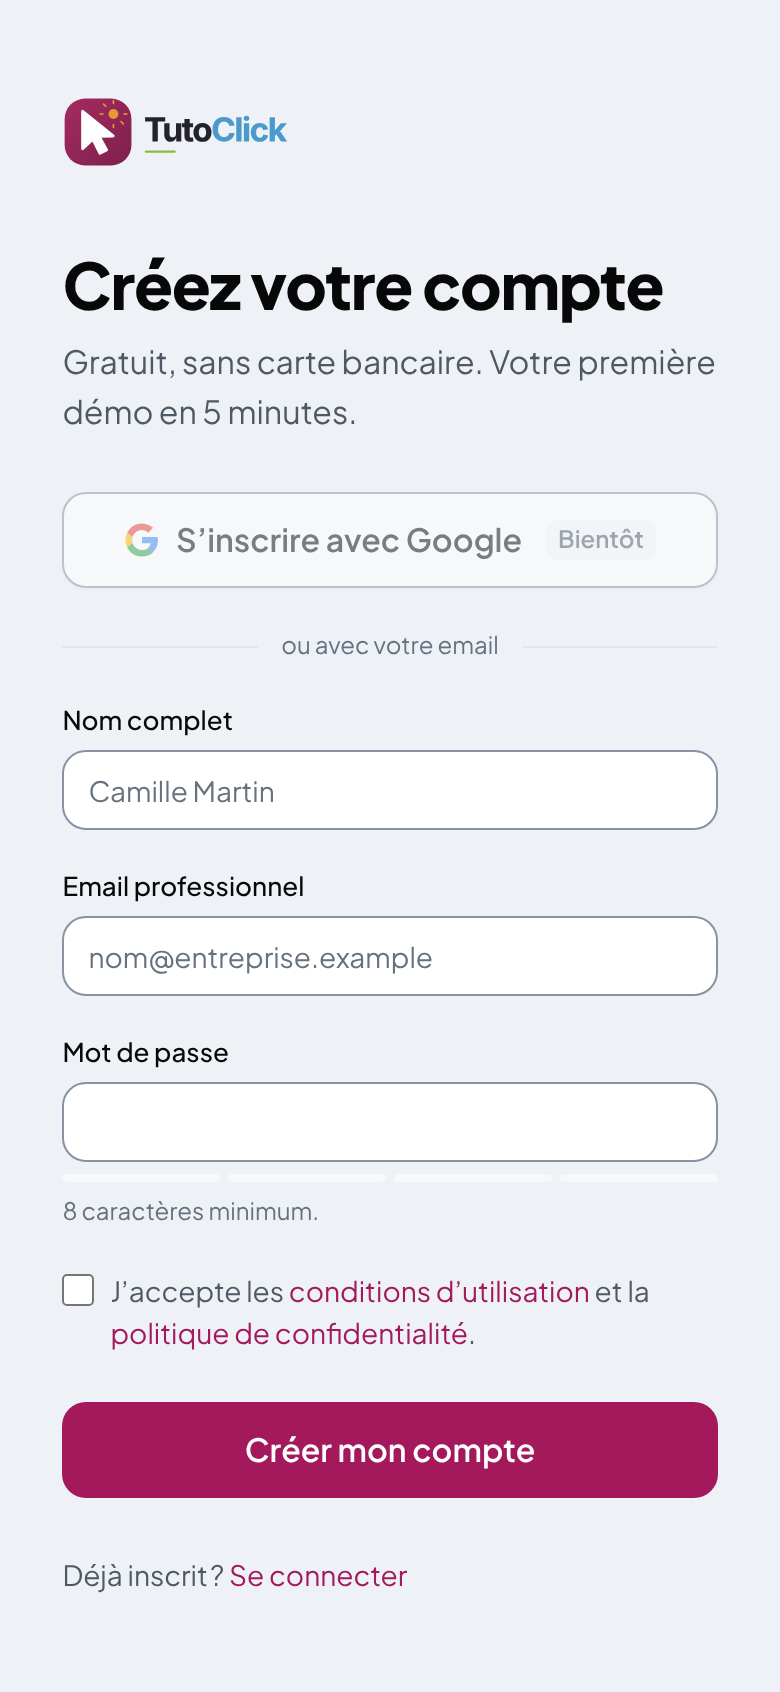 TutoClick
Créez votre compte
Gratuit, sans carte bancaire. Votre première
démo en 5 minutes.
S’inscrire avec Google Bientôt
ou avec votre email
Nom complet
Camille Martin
Email professionnel
nom@entreprise.example
Mot de passe
8 caractères minimum.
J’accepte les conditions d’utilisation et la
politique de confidentialité.
Créer mon compte
Déjà inscrit ? Se connecter